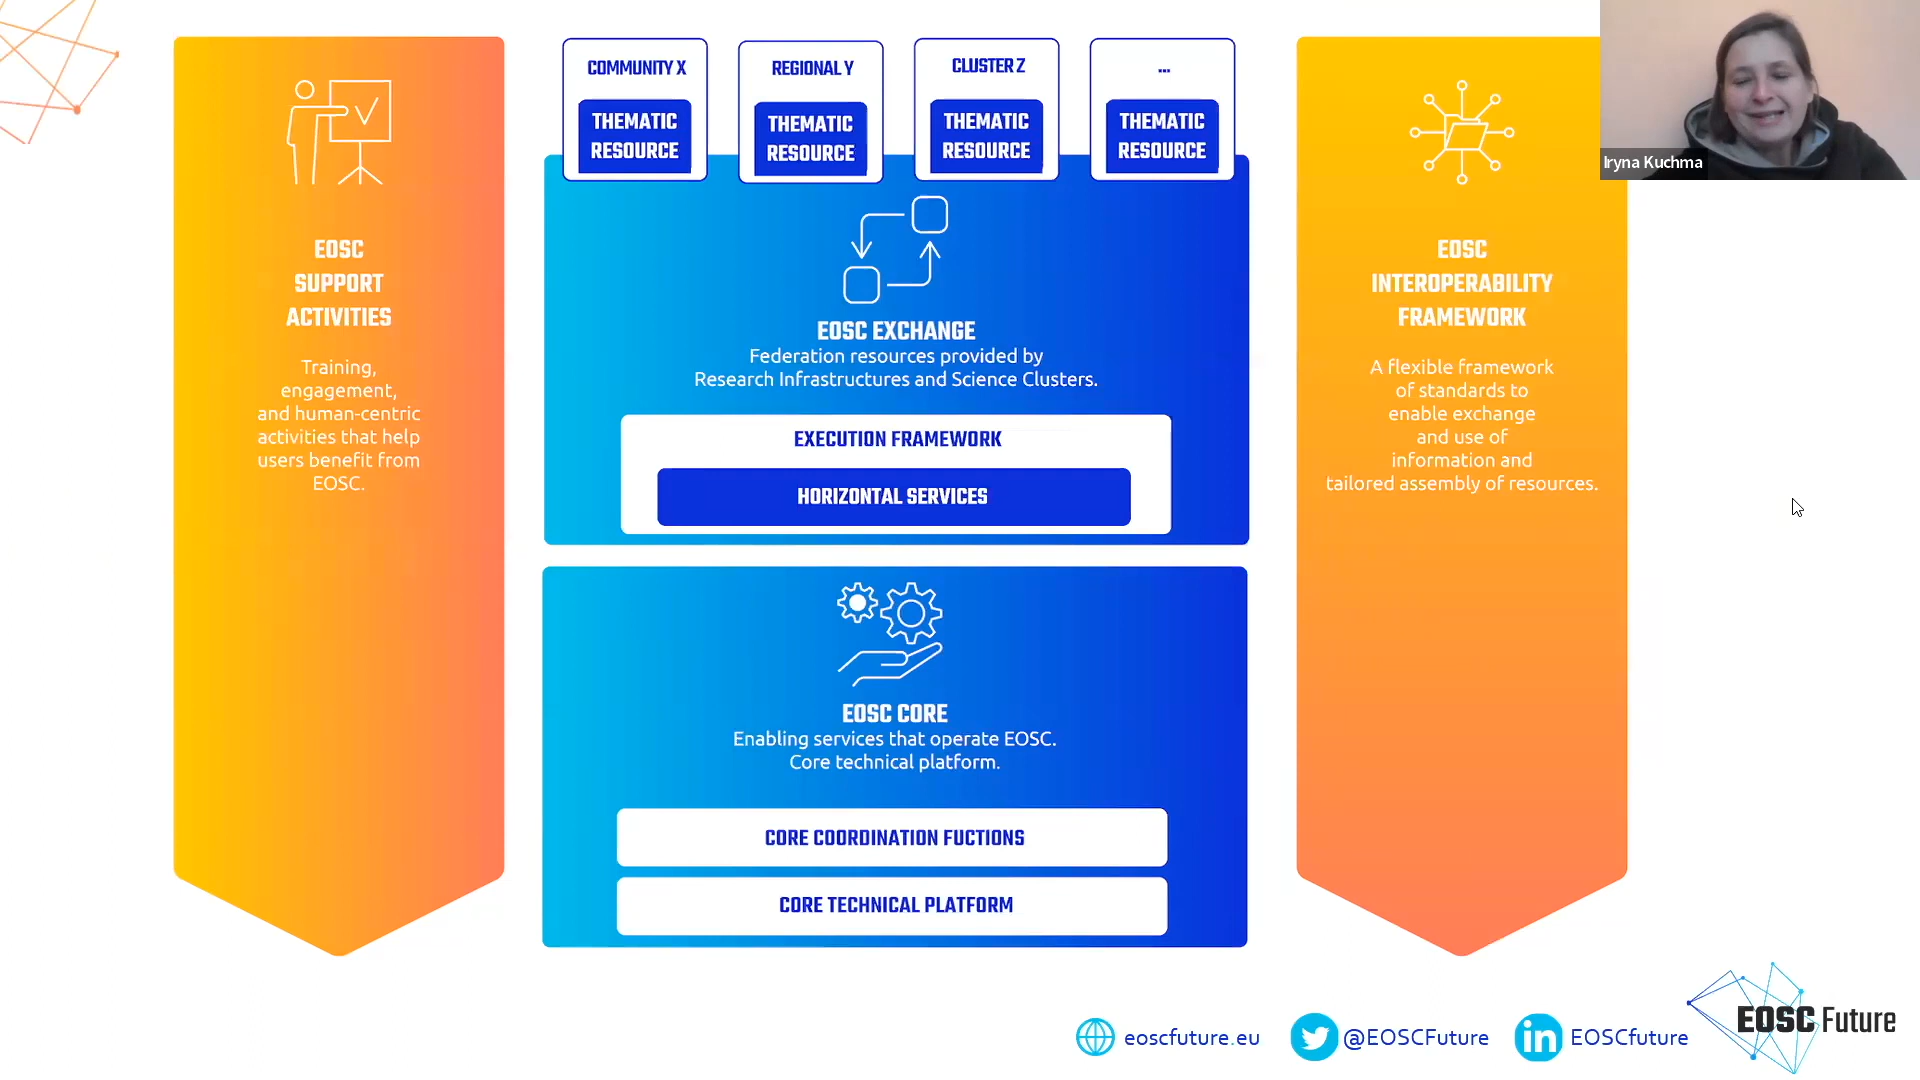 COMMUNITY X
THEMATIC
RESOURCE
REGIONAL Y
THEMATIC
RESOURCE
CLUSTER Z
THEMATIC
RESOURCE
...
THEMATIC
RESOURCE
Iryna Kuchma
EOSC
SUPPORT
ACTIVITIES
Training,
engagement,
and human-centric
activities that help
users benefit from
EOSC.
EOSC EXCHANGE
Federation resources provided by
Research Infrastructures and Science Clusters.
EXECUTION FRAMEWORK
HORIZONTAL SERVICES
EOSC CORE
Enabling services that operate EOSC.
Core technical platform.
CORE COORDINATION FUCTIONS
CORE TECHNICAL PLATFORM
EOSC
INTEROPERABILITY
FRAMEWORK
A flexible framework
of standards to
enable exchange
and use of
information and
tailored assembly of resources.
eoscfuture.eu
@EOSCFuture
in
EOSCfuture
EOSC Future